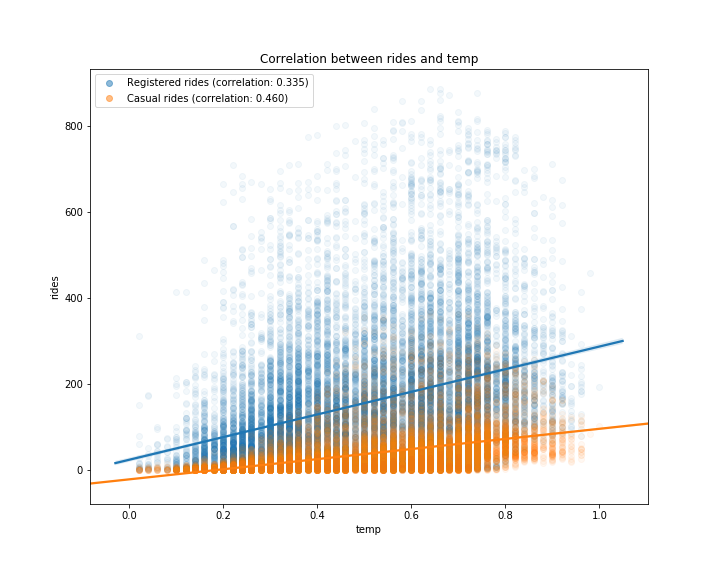 Correlation between rides and temp
Registered rides (correlation: 0.335)
Casual rides (correlation: 0.460)
800
600
400
200
0
rides
0.0 0.2 0.4 0.6 0.8 1.0
temp